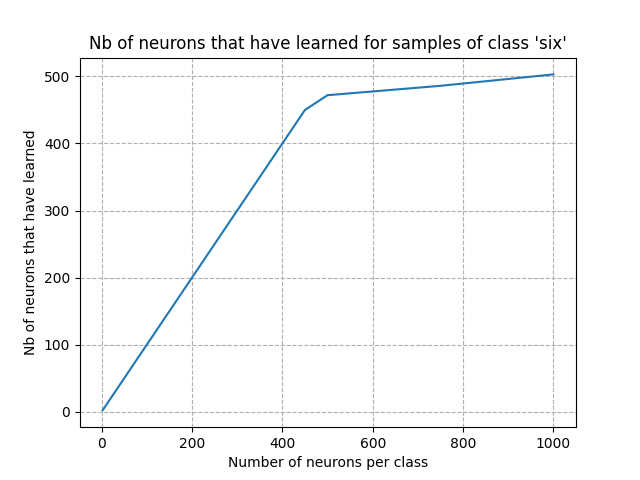 Nb of neurons that have learned for samples of class 'six'
Nb of neurons that have learned
500
400
300
200
100
0
0 200 400 600 800 1000
Number of neurons per class